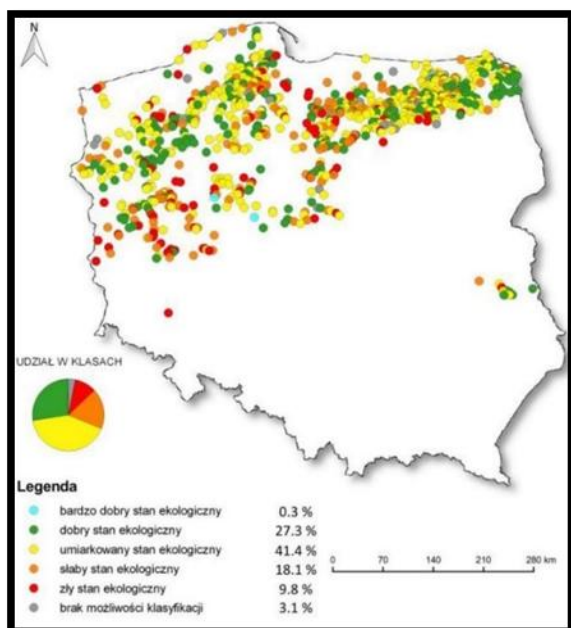 N
UDZIAŁ W KLASACH
Legenda
bardzo dobry stan ekologiczny 0.3 %
dobry stan ekologiczny 27.3 %
umiarkowany stan ekologiczny 41.4 %
słaby stan ekologiczny 18.1 %
zły stan ekologiczny 9.8 %
brak możliwości klasyfikacji 3.1 %
0 70 140 210 280 km